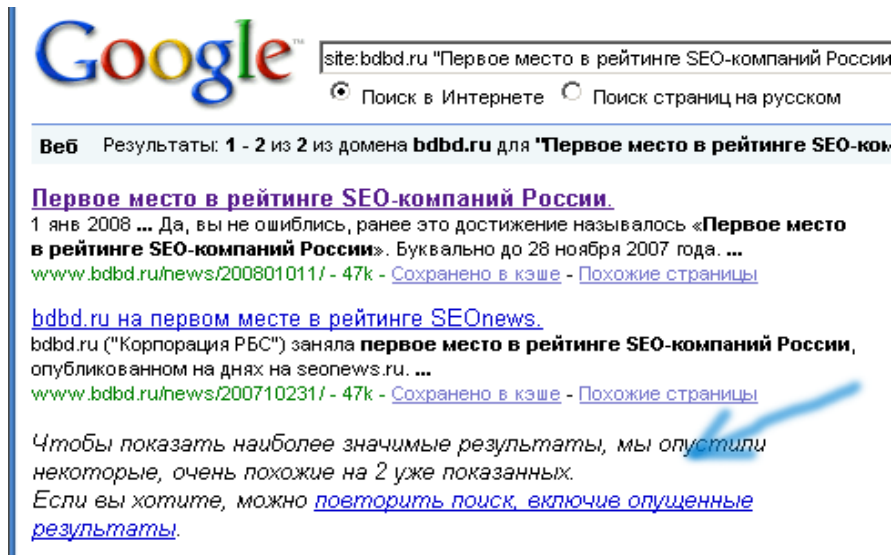 Google™
site:bdbd.ru "Первое место в рейтинге SEO-компаний России
Поиск в Интернете Поиск страниц на русском
Веб Результаты: 1 - 2 из 2 из домена bdbd.ru для "Первое место в рейтинге SEO-ком
Первое место в рейтинге SEO-компаний России.
1 янв 2008 ... Да, вы не ошиблись, ранее это достижение называлось «Первое место
в рейтинге SEO-компаний России». Буквально до 28 ноября 2007 года. ...
www.bdbd.ru/news/200801011/ - 47k - Сохранено в кэше - Похожие страницы
bdbd.ru на первом месте в рейтинге SEOnews.
bdbd.ru ("Корпорация РБС") заняла первое место в рейтинге SEO-компаний России,
опубликованном на днях на seonews.ru. ...
www.bdbd.ru/news/200710231/ - 47k - Сохранено в кэше - Похожие страницы
Чтобы показать наиболее значимые результаты, мы опустили
некоторые, очень похожие на 2 уже показанных.
Если вы хотите, можно повторить поиск, включив опущенные
результаты.